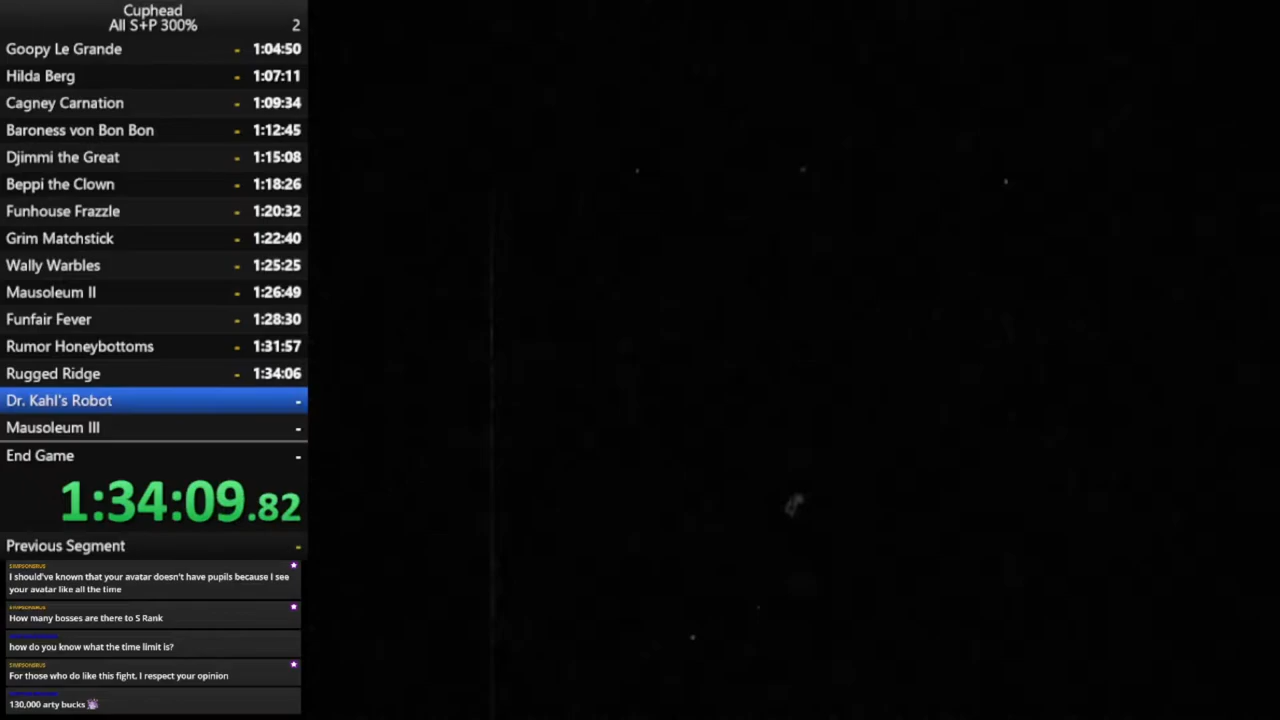 Cuphead
All S+P 300% 2
Goopy Le Grande - 1:04:50
Hilda Berg - 1:07:11
Cagney Carnation - 1:09:34
Baroness von Bon Bon - 1:12:45
Djimmi the Great - 1:15:08
Beppi the Clown - 1:18:26
Funhouse Frazzle - 1:20:32
Grim Matchstick - 1:22:40
Wally Warbles - 1:25:25
Mausoleum II - 1:26:49
Funfair Fever - 1:28:30
Rumor Honeybottoms - 1:31:57
Rugged Ridge - 1:34:06
Dr. Kahl's Robot -
Mausoleum III -
End Game -
1:34:09.82
Previous Segment -
I should've known that your avatar doesn't have pupils because I see
your avatar like all the time
How many bosses are there to S Rank
how do you know what the time limit is?
For those who do like this fight, I respect your opinion
130,000 arty bucks